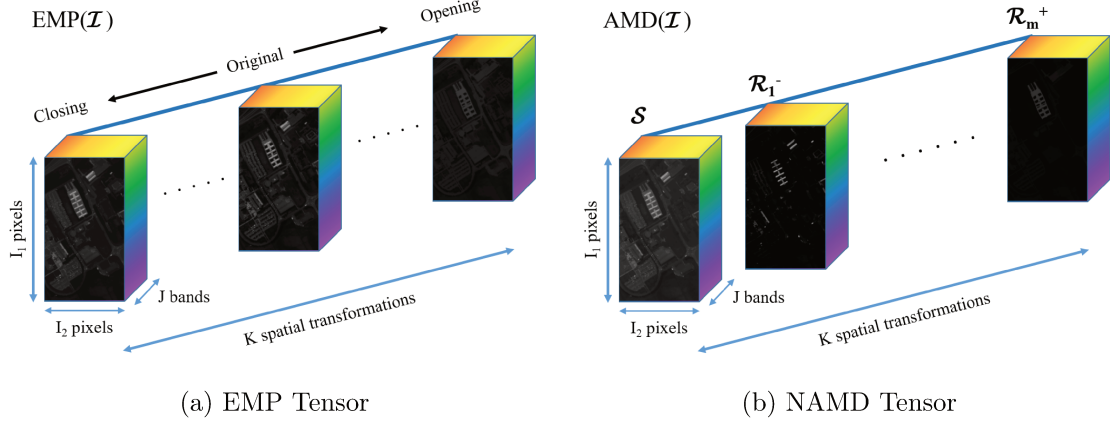 EMP(𝓘)
Opening
Original
Closing
I₁ pixels
I₂ pixels
J bands
K spatial transformations
(a) EMP Tensor
AMD(𝓘)
𝓡ₘ⁺
𝓡₁⁻
𝓢
I₁ pixels
I₂ pixels
J bands
K spatial transformations
(b) NAMD Tensor